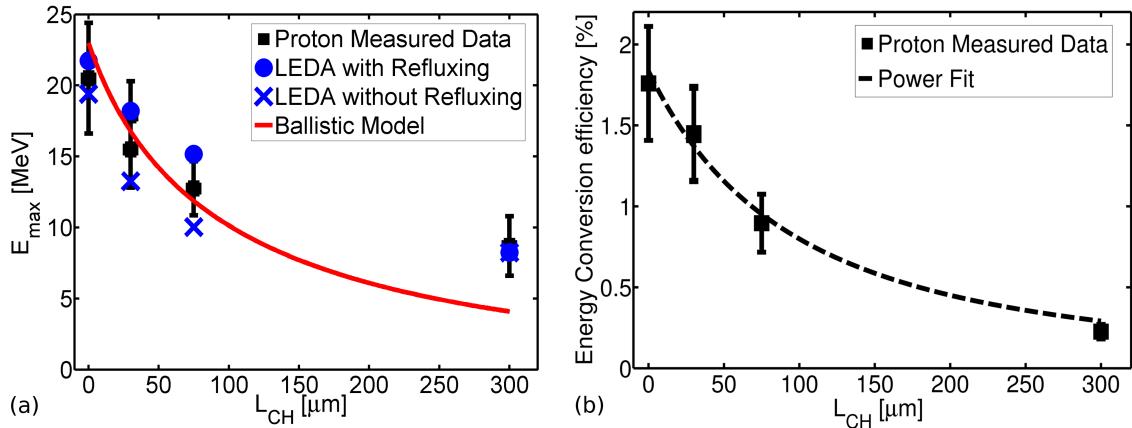 25
20
15
10
5
0
E_max [MeV]
Proton Measured Data
LEDA with Refluxing
LEDA without Refluxing
Ballistic Model
0 50 100 150 200 250 300
L_CH [μm]
(a)
2
1.5
1
0.5
0
Energy Conversion efficiency [%]
Proton Measured Data
Power Fit
0 50 100 150 200 250 300
L_CH [μm]
(b)